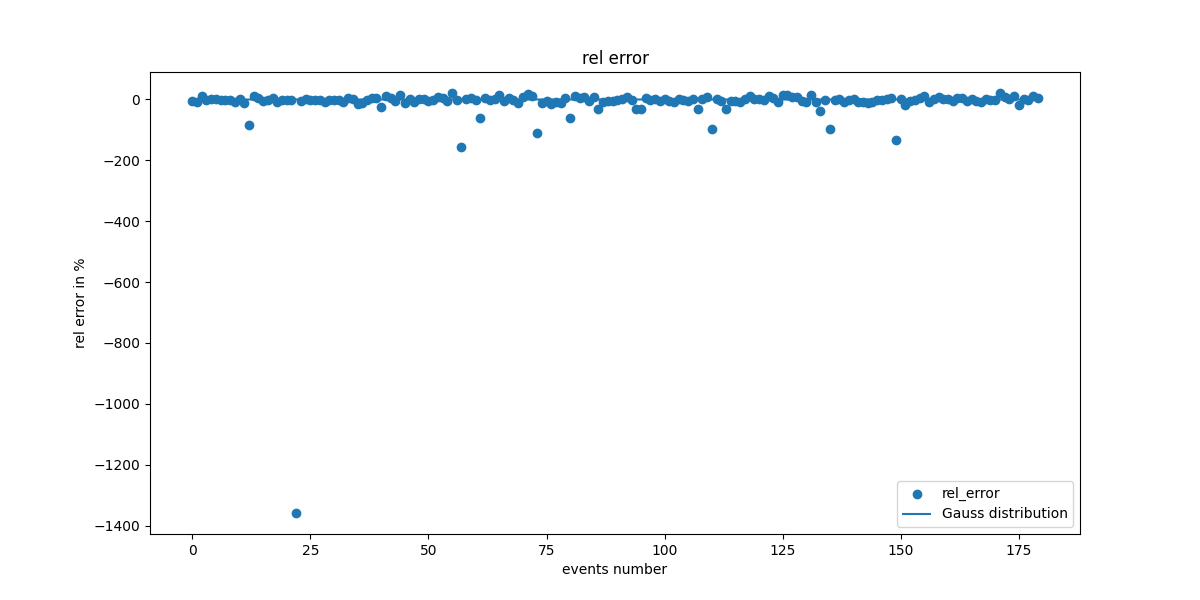 rel error
rel error in %
0
−200
−400
−600
−800
−1000
−1200
−1400
0 25 50 75 100 125 150 175
events number
rel_error
Gauss distribution